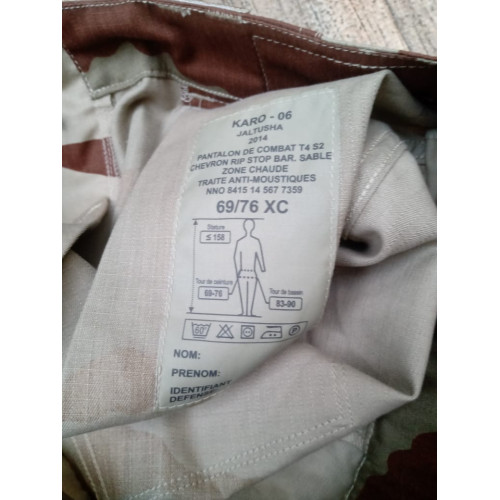 KARO - 06
JALTUSHA
2014
PANTALON DE COMBAT T4 S2
CHEVRON RIP STOP BAR. SABLE
ZONE CHAUDE
TRAITE ANTI-MOUSTIQUES
NNO 8415 14 567 7359
69/76 XC
Stature
≤ 156
Tour de ceinture
69-76
Tour de bassin
83-90
60°
P
NOM:
PRENOM:
IDENTIFIANT
DEFENSE